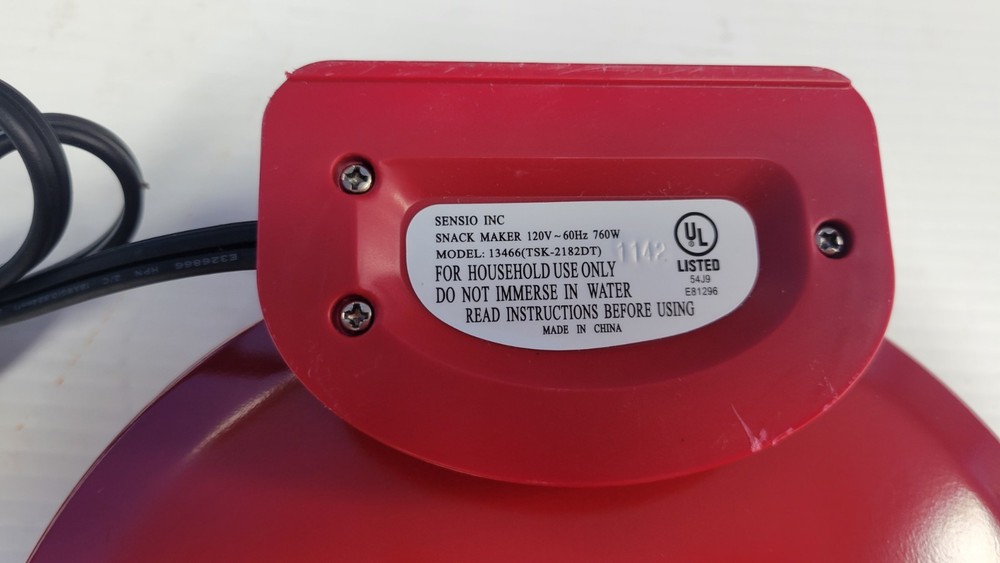 SENSIO INC
SNACK MAKER 120V~60Hz 760W
MODEL: 13466(TSK-2182DT) 1142
FOR HOUSEHOLD USE ONLY
DO NOT IMMERSE IN WATER
READ INSTRUCTIONS BEFORE USING
MADE IN CHINA
UL
LISTED
54J9
E81296
E326866